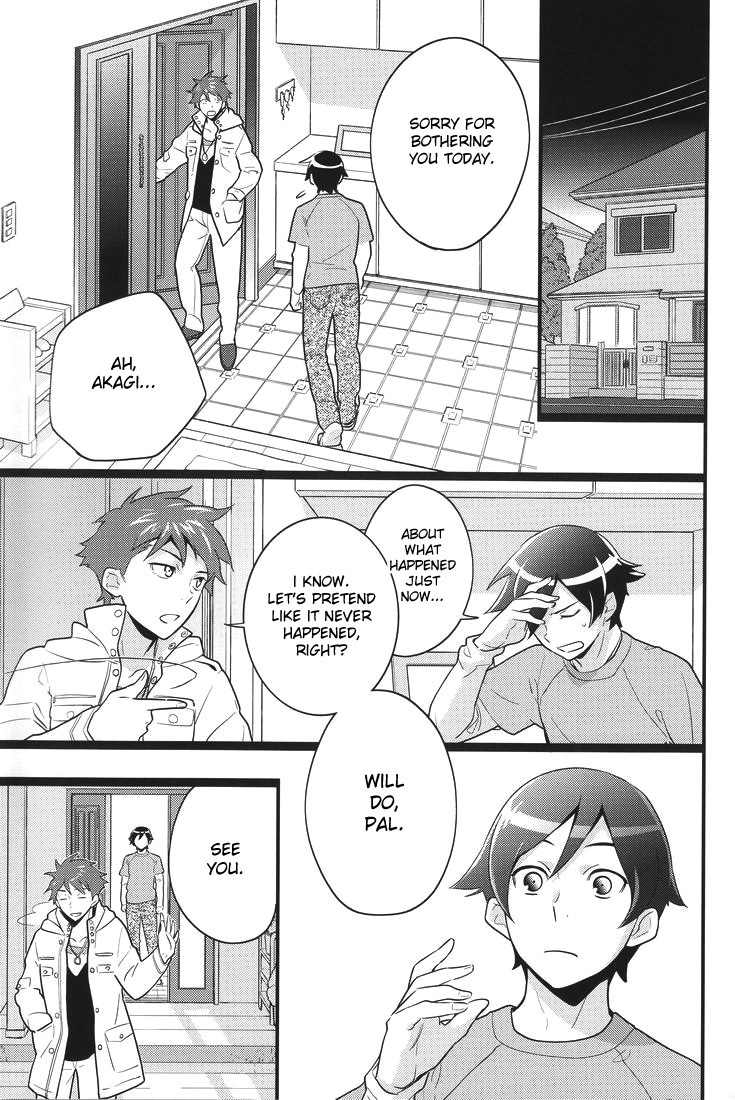 SORRY FOR
BOTHERING
YOU TODAY.
AH,
AKAGI...
ABOUT
WHAT
HAPPENED
JUST
NOW...
I KNOW.
LET'S PRETEND
LIKE IT NEVER
HAPPENED,
RIGHT?
WILL
DO,
PAL.
SEE
YOU.